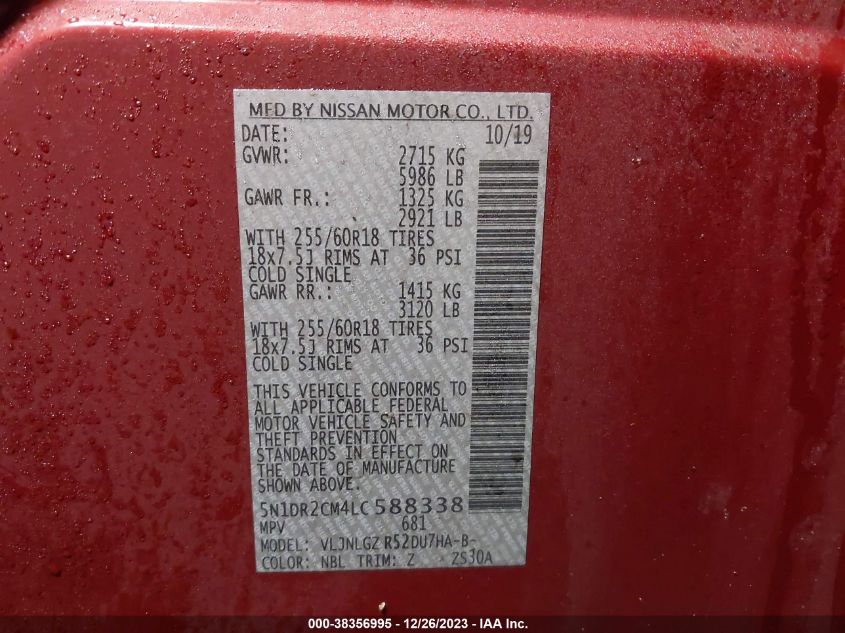 MFD BY NISSAN MOTOR CO., LTD.
DATE: 10/19
GVWR: 2715 KG
5986 LB
GAWR FR.: 1325 KG
2921 LB
WITH 255/60R18 TIRES
18x7.5J RIMS AT 36 PSI
COLD SINGLE
GAWR RR.: 1415 KG
3120 LB
WITH 255/60R18 TIRES
18x7.5J RIMS AT 36 PSI
COLD SINGLE
THIS VEHICLE CONFORMS TO
ALL APPLICABLE FEDERAL
MOTOR VEHICLE SAFETY AND
THEFT PREVENTION
STANDARDS IN EFFECT ON
THE DATE OF MANUFACTURE
SHOWN ABOVE.
5N1DR2CM4LC588338
MPV 681
MODEL: VLJNLGZ R52DU7HA-B-
COLOR: NBL TRIM: Z ZS30A
000-38356995 - 12/26/2023 - IAA Inc.